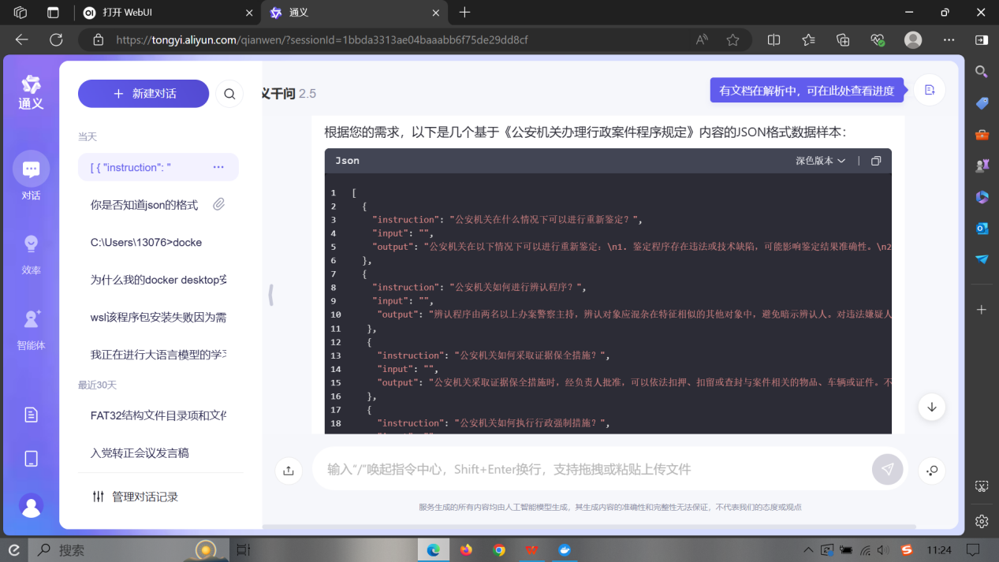 打开 WebUI
通义
https://tongyi.aliyun.com/qianwen/?sessionId=1bbda3313ae04baaabb6f75de29dd8cf
通义
新建对话
义千问 2.5
有文档在解析中，可在此处查看进度
当天
[ { "instruction": "
你是否知道json的格式
C:\Users\13076>docke
为什么我的docker desktop安
wsl该程序包安装失败因为需
我正在进行大语言模型的学习
最近30天
FAT32结构文件目录项和文件
入党转正会议发言稿
管理对话记录
对话
效率
智能体
根据您的需求，以下是几个基于《公安机关办理行政案件程序规定》内容的JSON格式数据样本：
Json
深色版本
1 [
2 {
3 "instruction": "公安机关在什么情况下可以进行重新鉴定？",
4 "input": "",
5 "output": "公安机关在以下情况下可以进行重新鉴定：\n1. 鉴定程序存在违法或技术缺陷，可能影响鉴定结果准确性。\n2
6 },
7 {
8 "instruction": "公安机关如何进行辨认程序？",
9 "input": "",
10 "output": "辨认程序由两名以上办案警察主持，辨认对象应混杂在特征相似的其他对象中，避免暗示辨认人。对违法嫌疑人
11 },
12 {
13 "instruction": "公安机关如何采取证据保全措施？",
14 "input": "",
15 "output": "公安机关采取证据保全措施时，经负责人批准，可以依法扣押、扣留或查封与案件相关的物品、车辆或证件。不
16 },
17 {
18 "instruction": "公安机关如何执行行政强制措施？",
输入“/”唤起指令中心，Shift+Enter换行，支持拖拽或粘贴上传文件
服务生成的所有内容均由人工智能模型生成，其生成内容的准确性和完整性无法保证，不代表我们的态度或观点
搜索
11:24